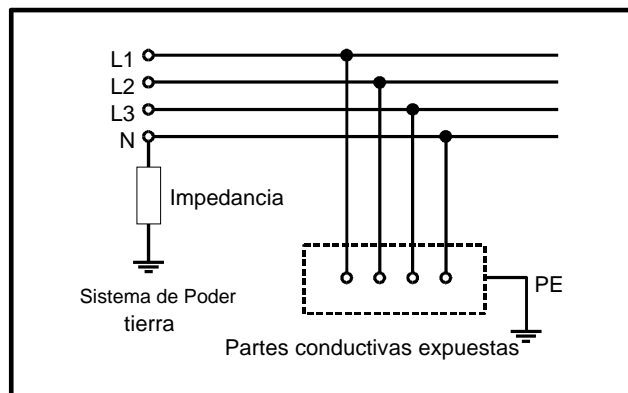 L1
L2
L3
N
Impedancia
Sistema de Poder
tierra
PE
Partes conductivas expuestas